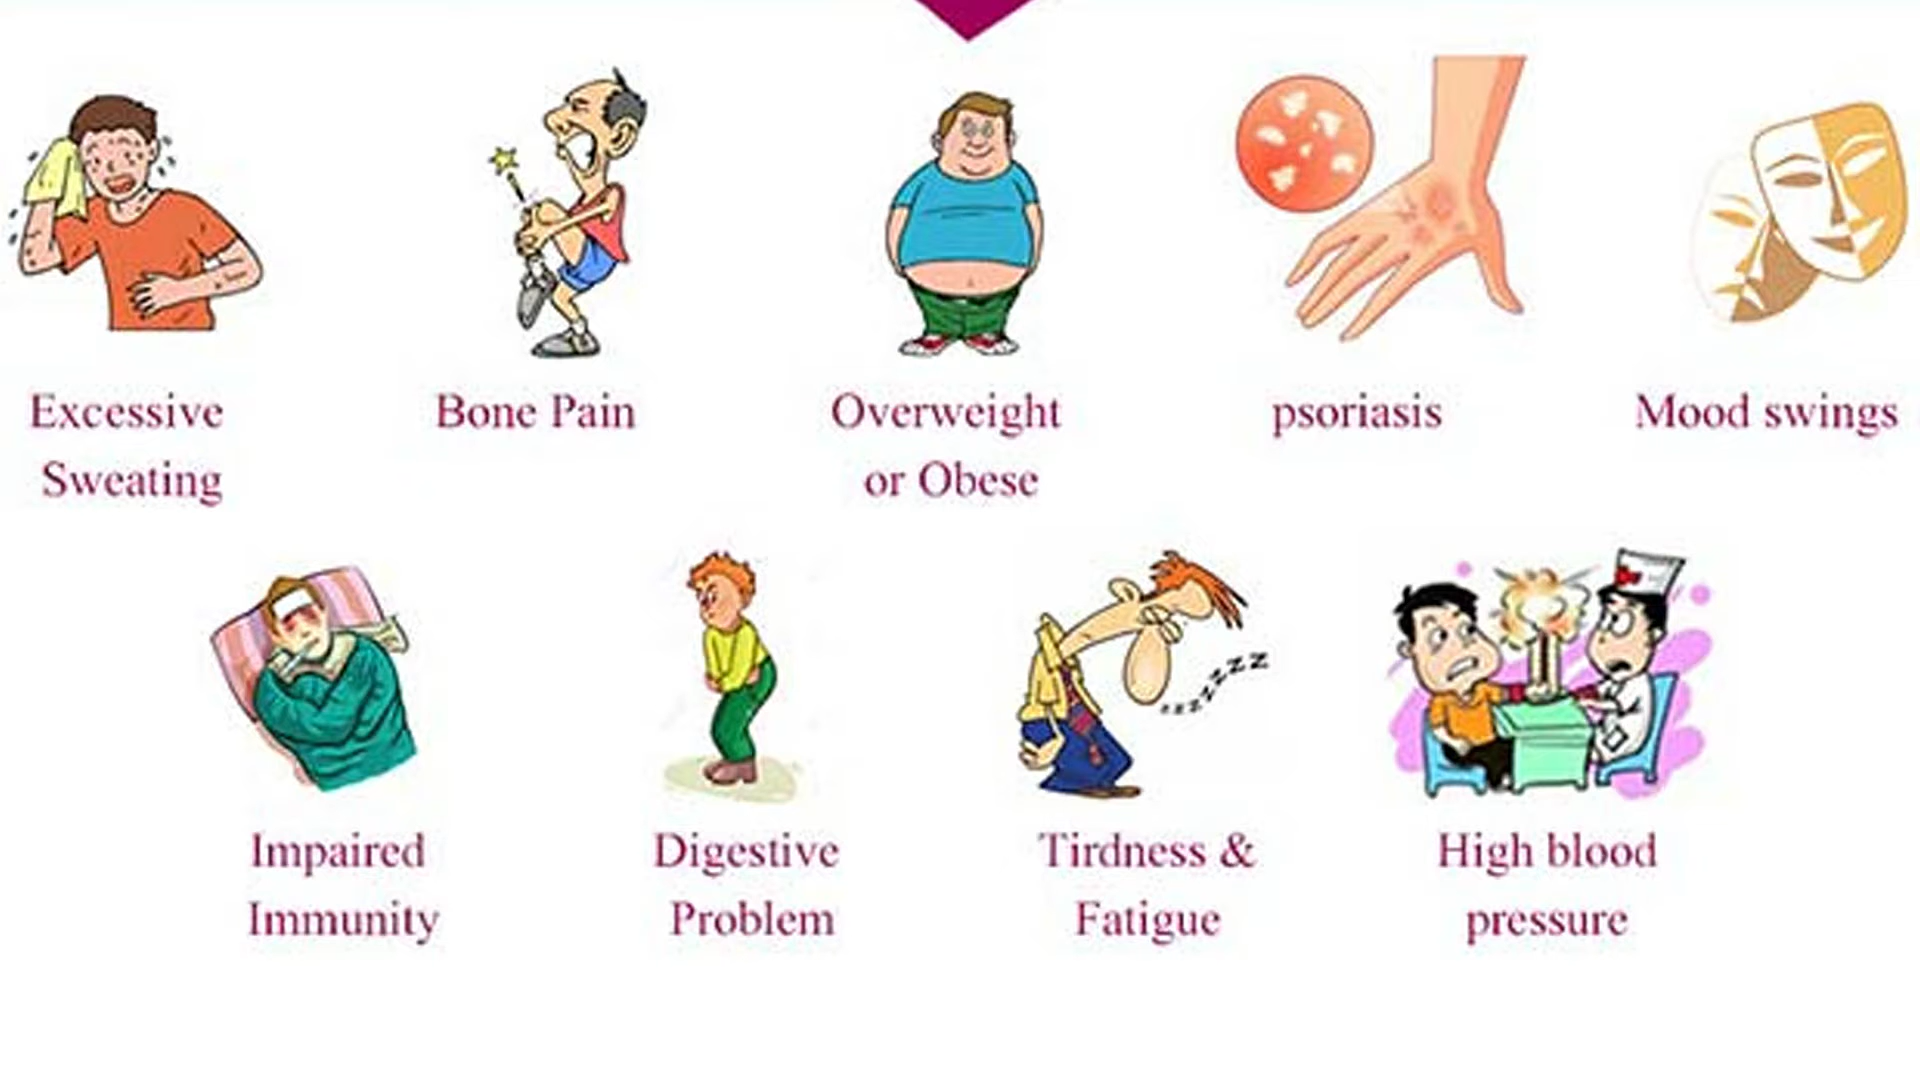 Excessive
Sweating
Bone Pain
Overweight
or Obese
psoriasis
Mood swings
Impaired
Immunity
Digestive
Problem
Tirdness &
Fatigue
High blood
pressure
zzzzzzz